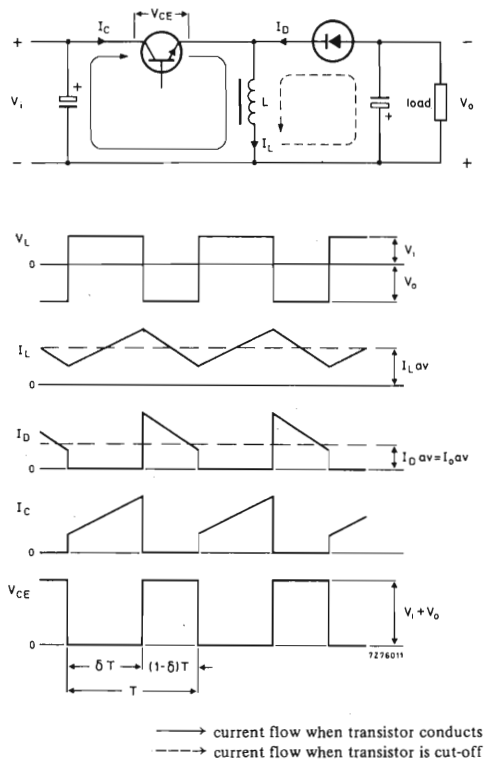 I_C V_CE I_D
+ −
V_i + L + load V_o
I_L
− +
V_L
0
V_i
V_o
I_L
0
I_L av
I_D
0
I_D av = I_o av
I_C
0
V_CE
0
V_i + V_o
7Z76011
δT (1-δ)T
T
current flow when transistor conducts
current flow when transistor is cut-off